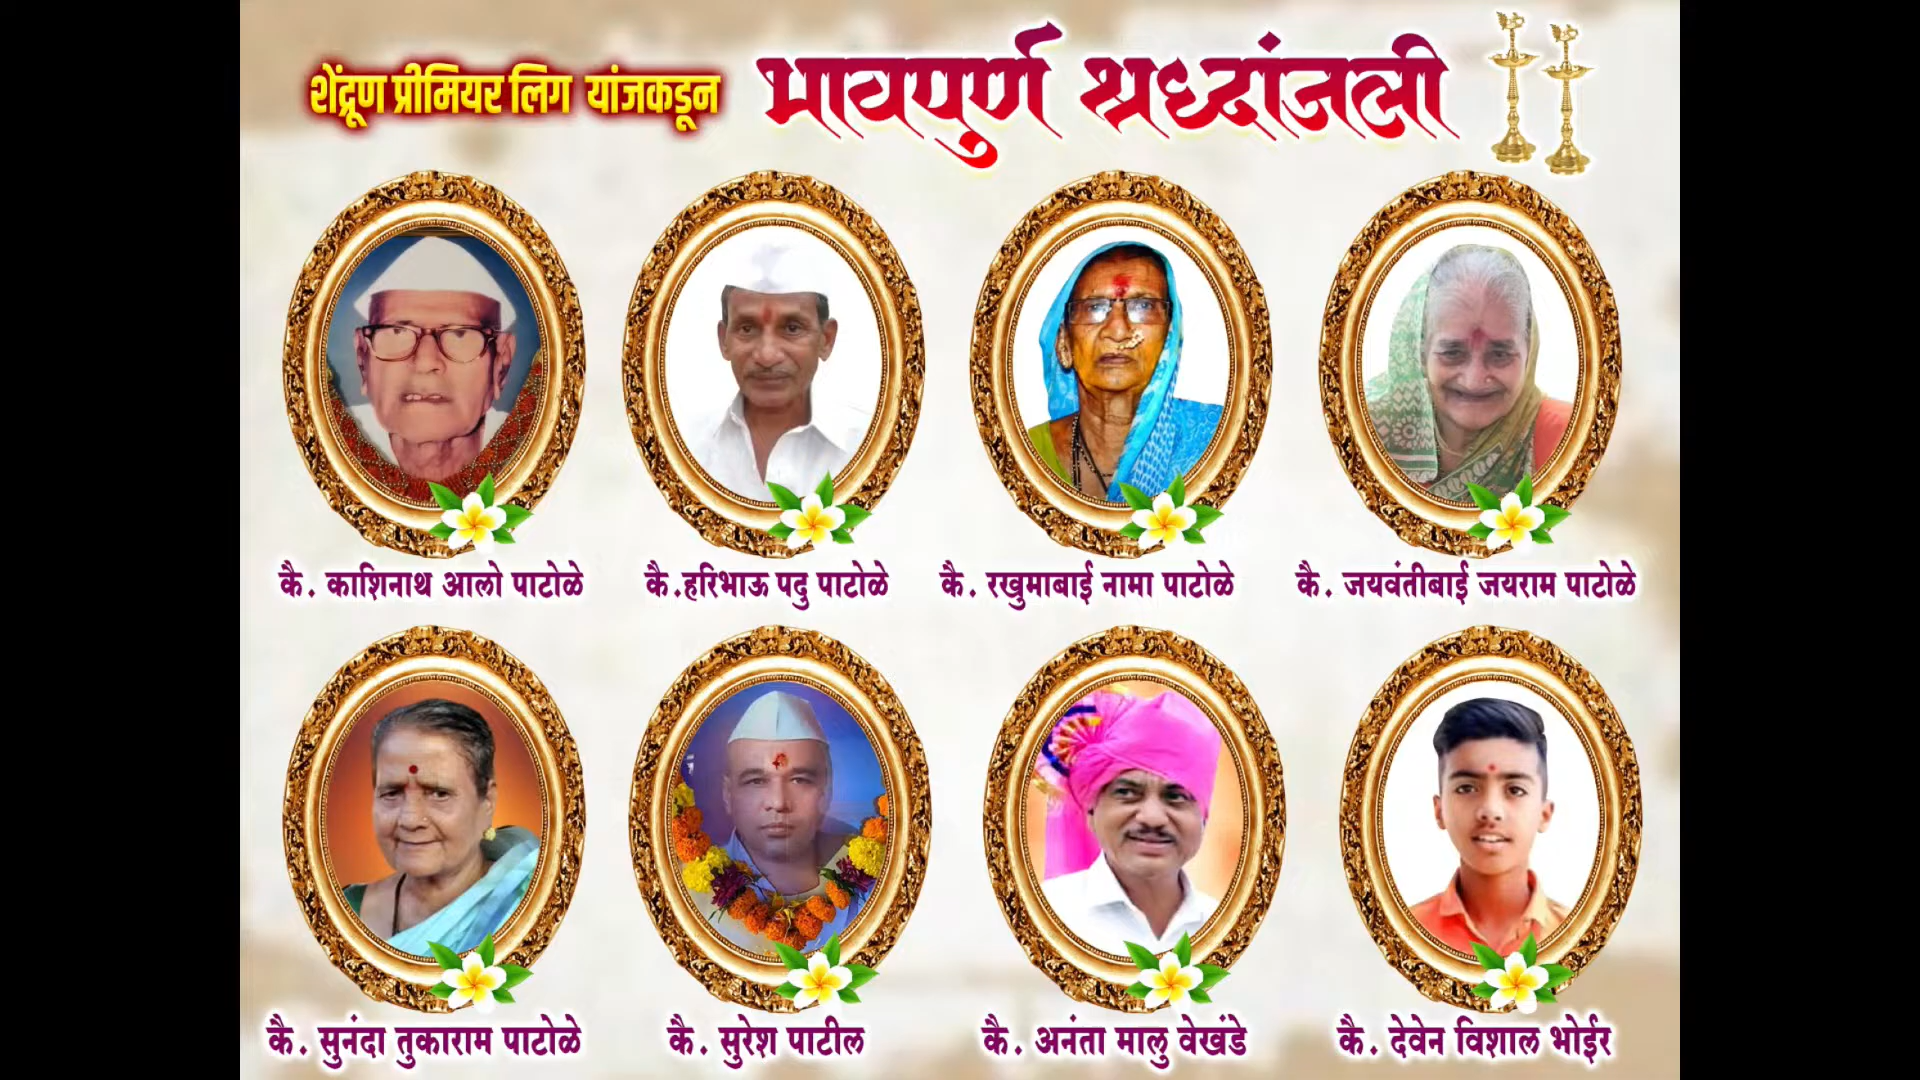 शेंद्रूण प्रीमियर लिग यांजकडून
भावपुर्ण श्रध्दांजली
कै. काशिनाथ आलो पाटोळे
कै.हरिभाऊ पदु पाटोळे
कै. रखुमाबाई नामा पाटोळे
कै. जयवंतीबाई जयराम पाटोळे
कै. सुनंदा तुकाराम पाटोळे
कै. सुरेश पाटील
कै. अनंता मालु वेखंडे
कै. देवेन विशाल भोईर